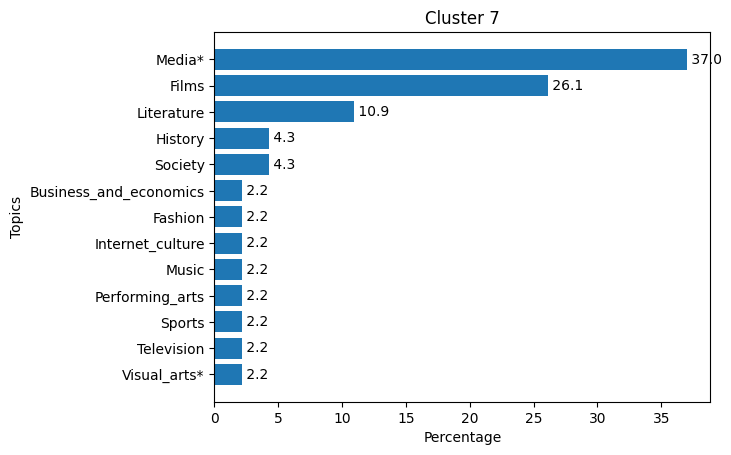 Cluster 7
Media* 37.0
Films 26.1
Literature 10.9
History 4.3
Society 4.3
Business_and_economics 2.2
Fashion 2.2
Internet_culture 2.2
Music 2.2
Performing_arts 2.2
Sports 2.2
Television 2.2
Visual_arts* 2.2
Topics
0 5 10 15 20 25 30 35
Percentage